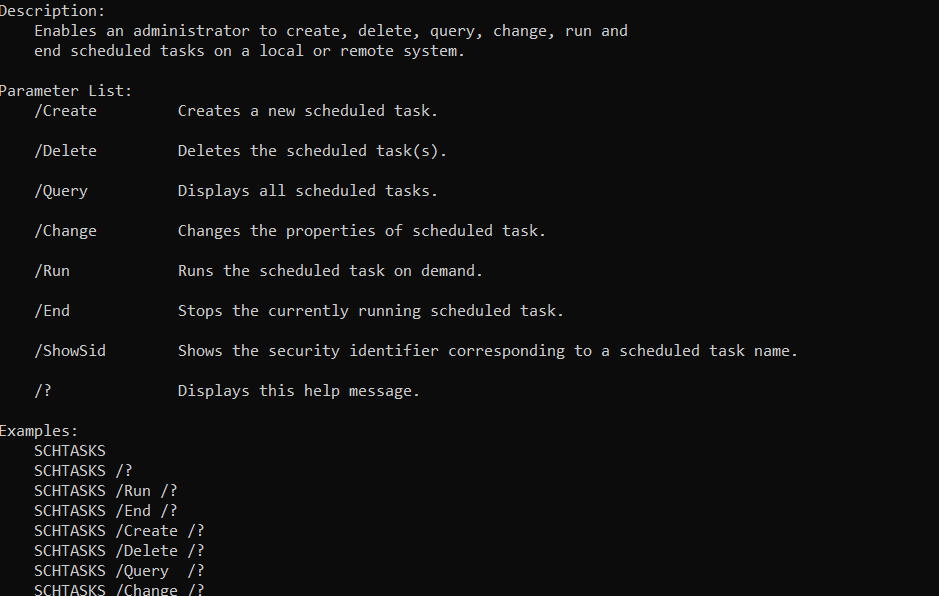 Description:
    Enables an administrator to create, delete, query, change, run and
    end scheduled tasks on a local or remote system.

Parameter List:
    /Create         Creates a new scheduled task.

    /Delete         Deletes the scheduled task(s).

    /Query          Displays all scheduled tasks.

    /Change         Changes the properties of scheduled task.

    /Run            Runs the scheduled task on demand.

    /End            Stops the currently running scheduled task.

    /ShowSid        Shows the security identifier corresponding to a scheduled task name.

    /?              Displays this help message.

Examples:
    SCHTASKS
    SCHTASKS /?
    SCHTASKS /Run /?
    SCHTASKS /End /?
    SCHTASKS /Create /?
    SCHTASKS /Delete /?
    SCHTASKS /Query  /?
    SCHTASKS /Change /?